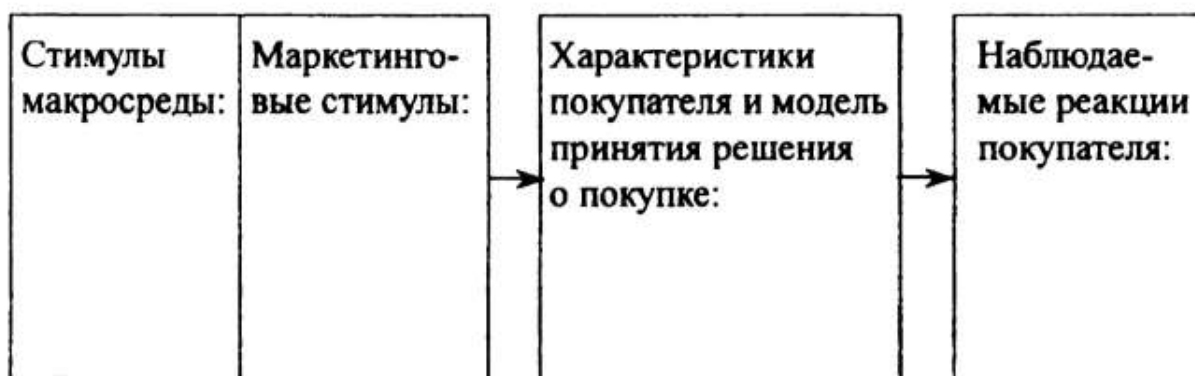 Стимулы
макросреды:
Маркетинго-
вые стимулы:
Характеристики
покупателя и модель
принятия решения
о покупке:
Наблюдае-
мые реакции
покупателя: